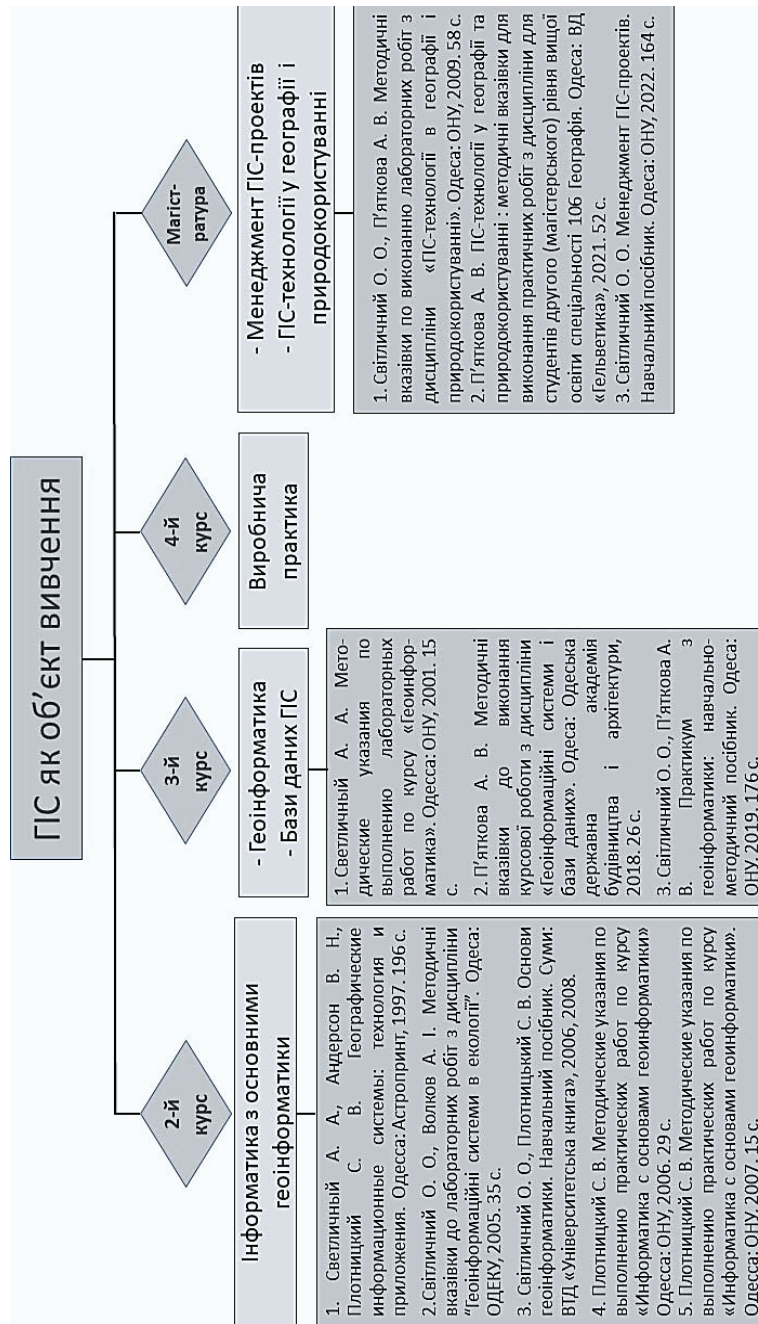 ГІС як об’єкт вивчення
2-й
курс
Інформатика з основними
геоінформатики
1. Светличный А. А., Андерсон В. Н.,
Плотницкий С. В. Географические
информационные системы: технология и
приложения. Одесса: Астропринт, 1997. 196 с.
2.Світличний О. О., Волков А. І. Методичні
вказівки до лабораторних робіт з дисципліни
“Геоінформаційні системи в екології”. Одеса:
ОДЕКУ, 2005. 35 с.
3. Світличний О. О., Плотницький С. В. Основи
геоінформатики. Навчальний посібник. Суми:
ВТД «Університетська книга», 2006, 2008.
4. Плотницкий С. В. Методические указания по
выполнению практических работ по курсу
«Информатика с основами геоинформатики»
Одесса: ОНУ, 2006. 29 с.
5. Плотницкий С. В. Методические указания по
выполнению практических работ по курсу
«Информатика с основами геоинформатики».
Одесса: ОНУ, 2007. 15 с.
3-й
курс
- Геоінформатика
- Бази даних ГІС
1. Светличный А. А. Мето-
дические указания по
выполнению лабораторных
работ по курсу «Геоинфор-
матика». Одесса: ОНУ, 2001. 15
с.
2. П’яткова А. В. Методичні
вказівки до виконання
курсової роботи з дисципліни
«Геоінформаційні системи і
бази даних». Одеса: Одеська
державна академія
будівництва і архітектури,
2018. 26 с.
3. Світличний О. О., П’яткова А.
В. Практикум з
геоінформатики: навчально-
методичний посібник. Одеса:
ОНУ, 2019. 176 с.
4-й
курс
Виробнича
практика
Магіст-
ратура
- Менеджмент ГІС-проектів
- ГІС-технології у географії і
природокористуванні
1. Світличний О. О., П’яткова А. В. Методичні
вказівки по виконанню лабораторних робіт з
дисципліни «ГІС-технології в географії і
природокористуванні». Одеса: ОНУ, 2009. 58 с.
2. П’яткова А. В. ГІС-технології у географії та
природокористуванні : методичні вказівки для
виконання практичних робіт з дисципліни для
студентів другого (магістерського) рівня вищої
освіти спеціальності 106 Географія. Одеса: ВД
«Гельветика», 2021. 52 с.
3. Світличний О. О. Менеджмент ГІС-проектів.
Навчальний посібник. Одеса: ОНУ, 2022. 164 с.